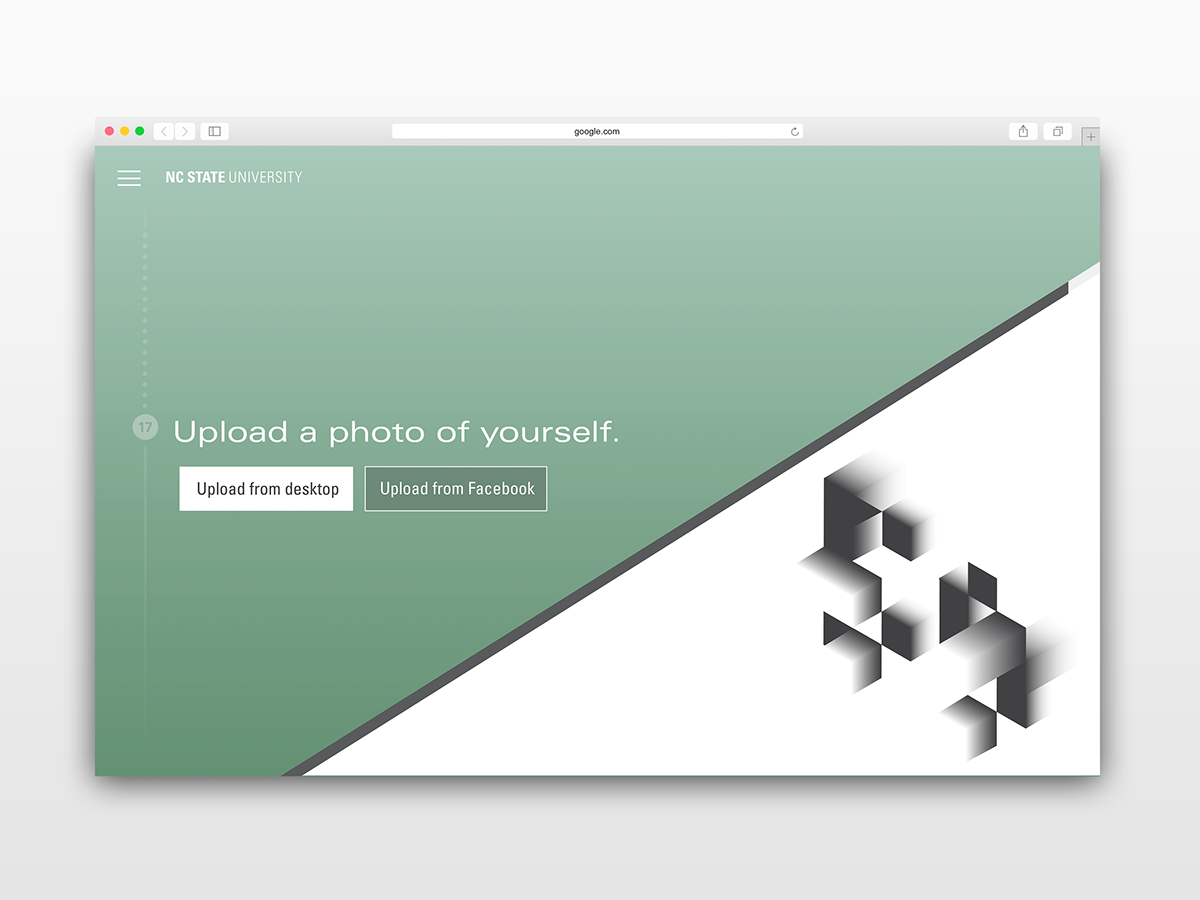 google.com
NC STATE UNIVERSITY
17
Upload a photo of yourself.
Upload from desktop
Upload from Facebook